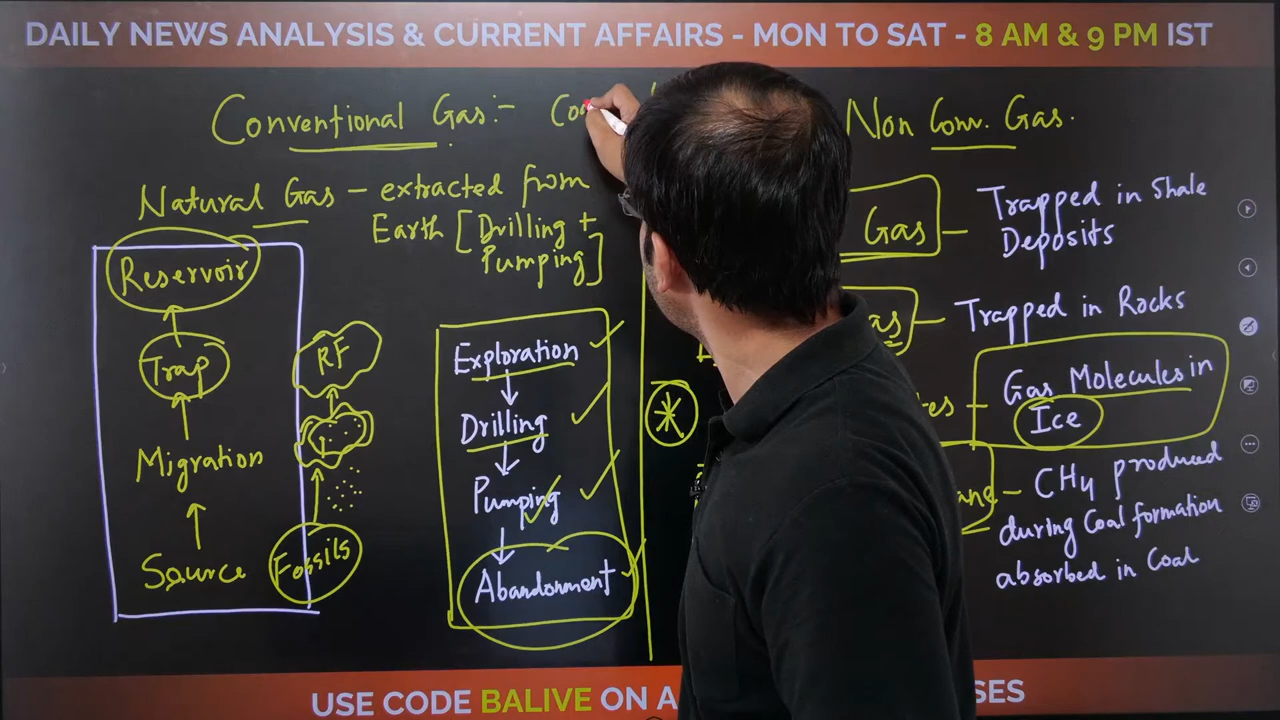 DAILY NEWS ANALYSIS & CURRENT AFFAIRS - MON TO SAT - 8 AM & 9 PM IST
Conventional Gas:-
Natural Gas - extracted from
Earth [Drilling +
Pumping]
Reservoir
Trap
Migration
Source
RF
Fossils
Exploration
Drilling
Pumping
Abandonment
Non Conv. Gas.
Gas - Trapped in Shale
Deposits
Trapped in Rocks
Gas Molecules in
Ice
CH4 produced
during Coal formation
absorbed in Coal
USE CODE BALIVE ON